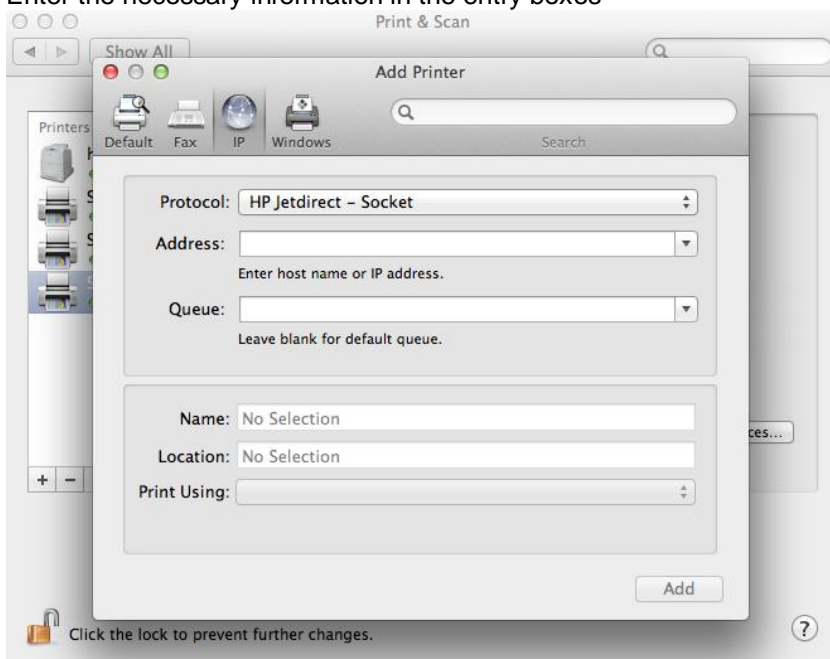 Enter the necessary information in the entry boxes
Print & Scan
Show All
Add Printer
Printers
Default Fax IP Windows
Search
Protocol: HP Jetdirect – Socket
Address:
Enter host name or IP address.
Queue:
Leave blank for default queue.
Name: No Selection
Location: No Selection
ces...
+ −
Print Using:
Add
Click the lock to prevent further changes.
?